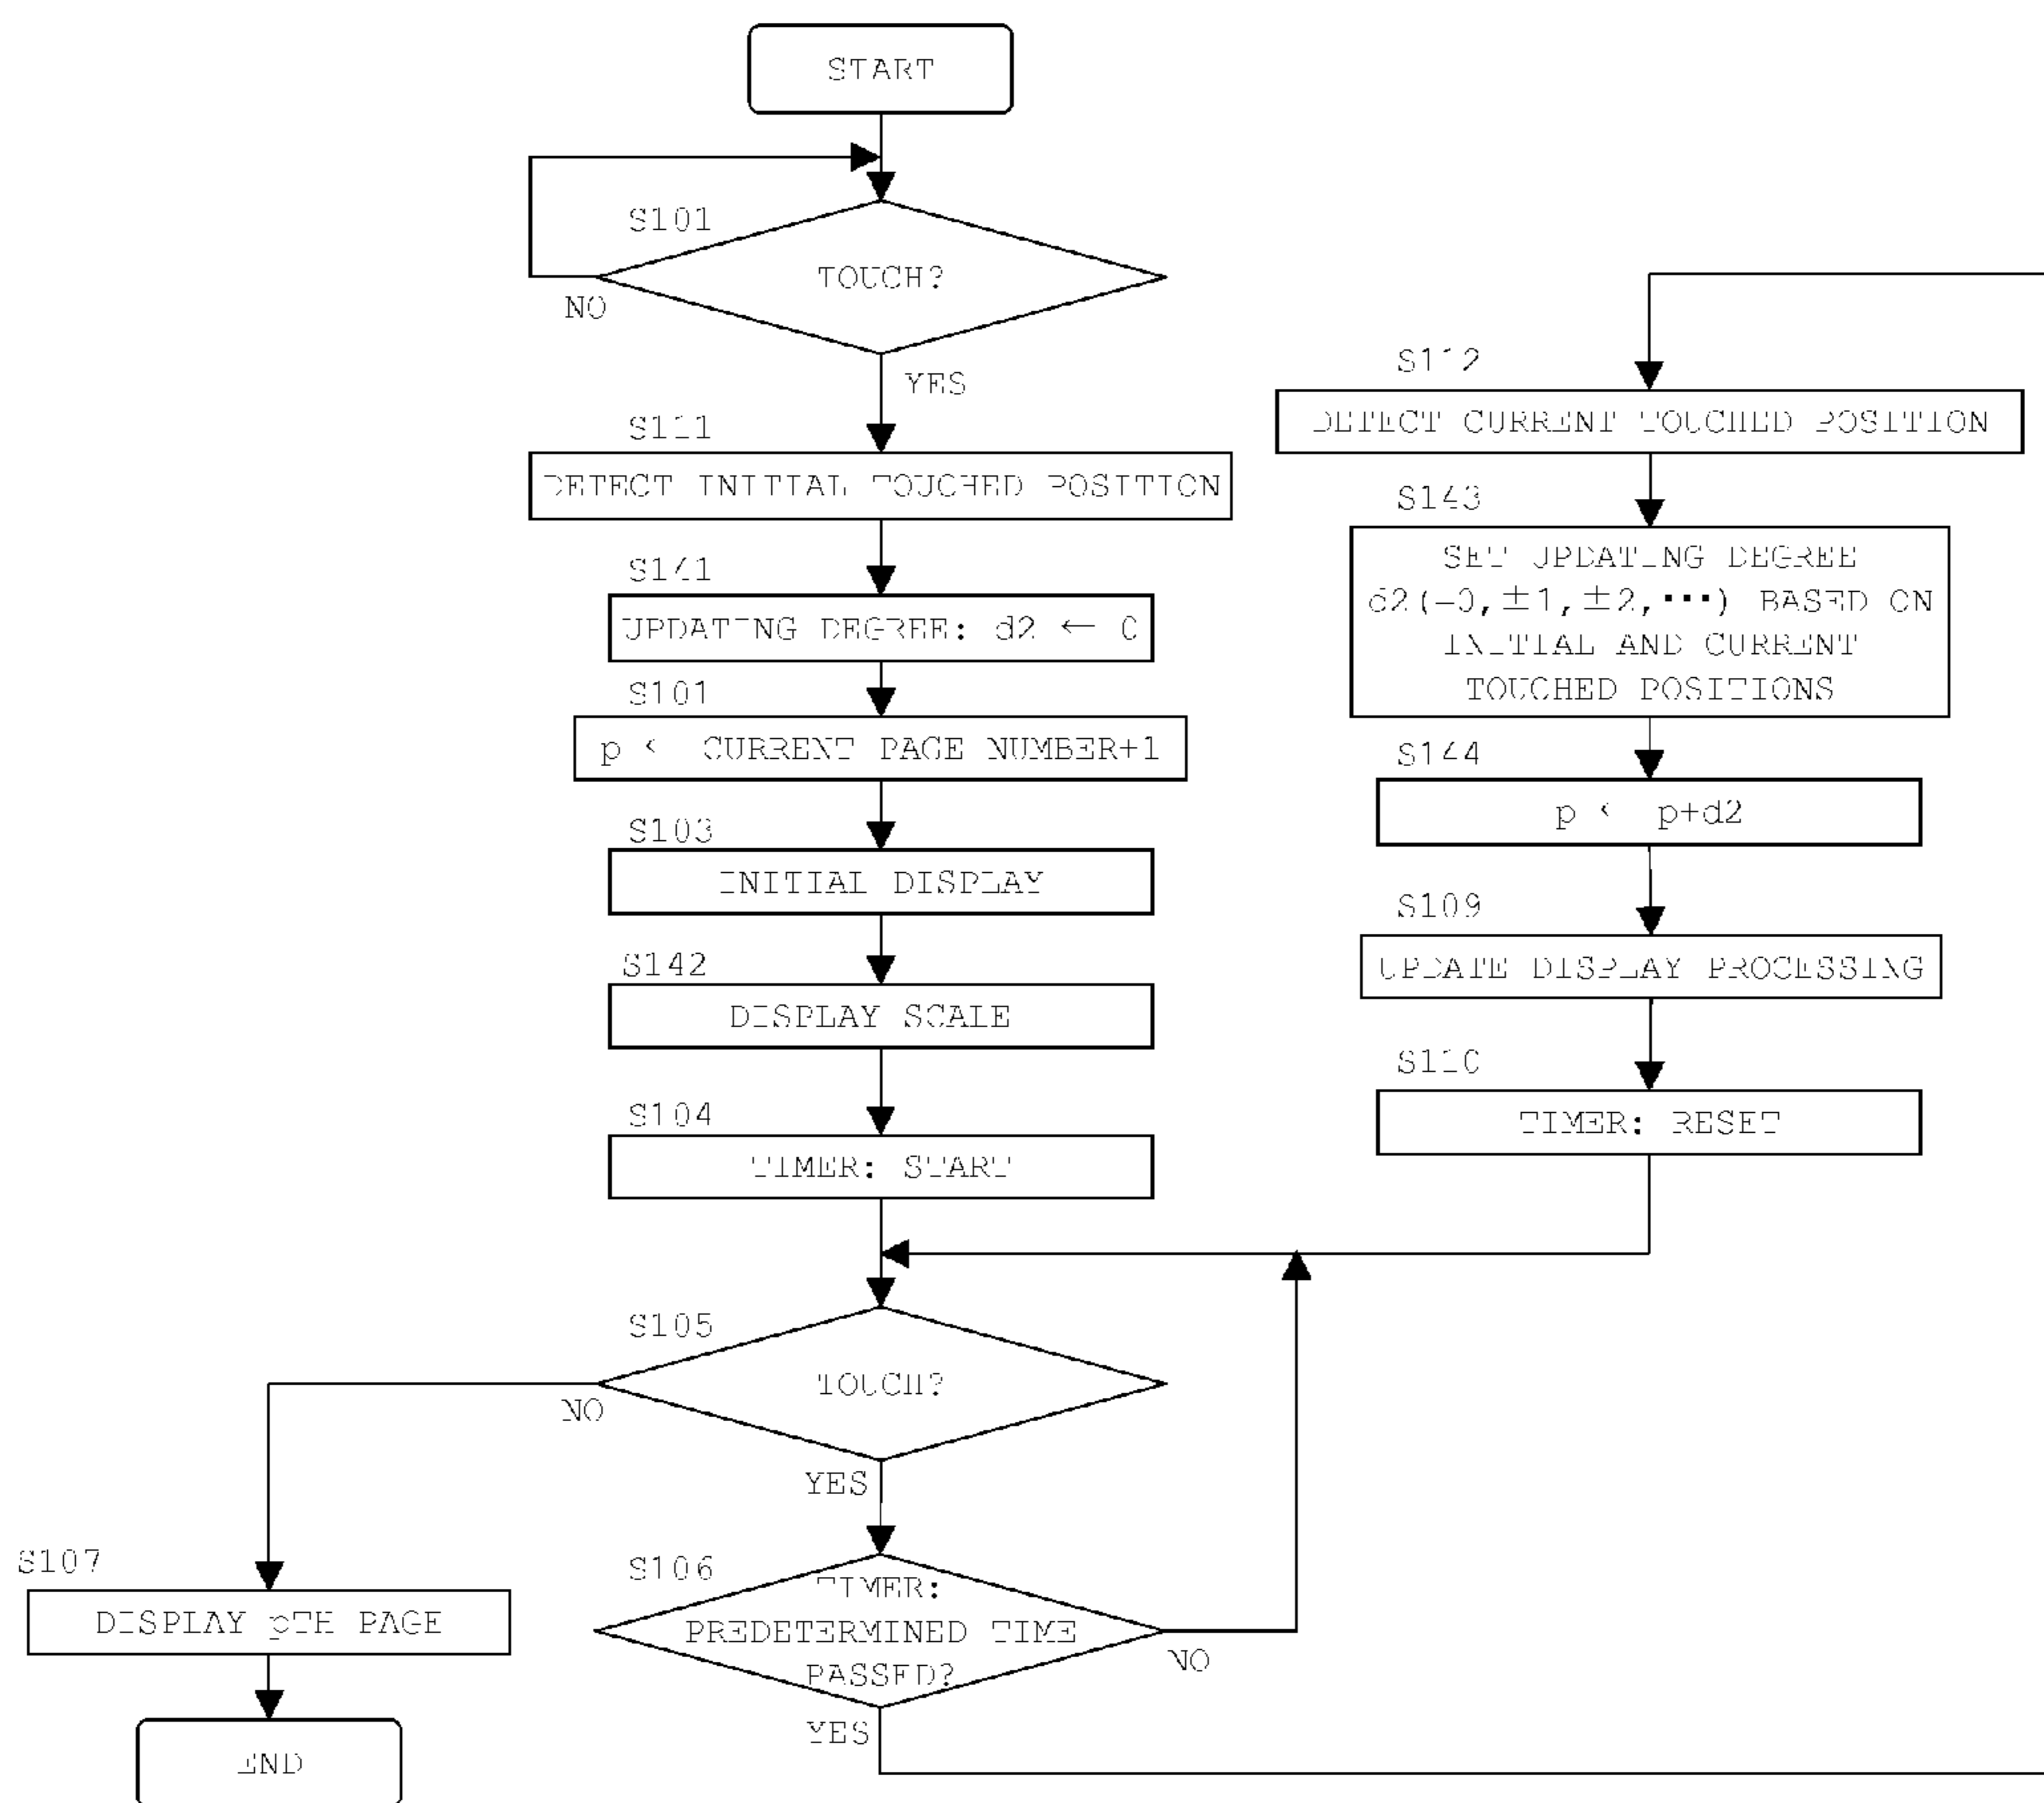 START
S101
TOUCH?
NO
YES
S111
DETECT INITIAL TOUCHED POSITION
S141
UPDATING DEGREE: d2 ← 0
S101
p ← CURRENT PAGE NUMBER+1
S103
INITIAL DISPLAY
S142
DISPLAY SCALE
S104
TIMER: START
S105
TOUCH?
NO
YES
S106
TIMER:
PREDETERMINED TIME
PASSED?
NO
YES
S107
DISPLAY pTH PAGE
END
S112
DETECT CURRENT TOUCHED POSITION
S143
SET UPDATING DEGREE
d2(=0,±1,±2,···) BASED ON
INITIAL AND CURRENT
TOUCHED POSITIONS
S144
p ← p+d2
S109
UPDATE DISPLAY PROCESSING
S110
TIMER: RESET